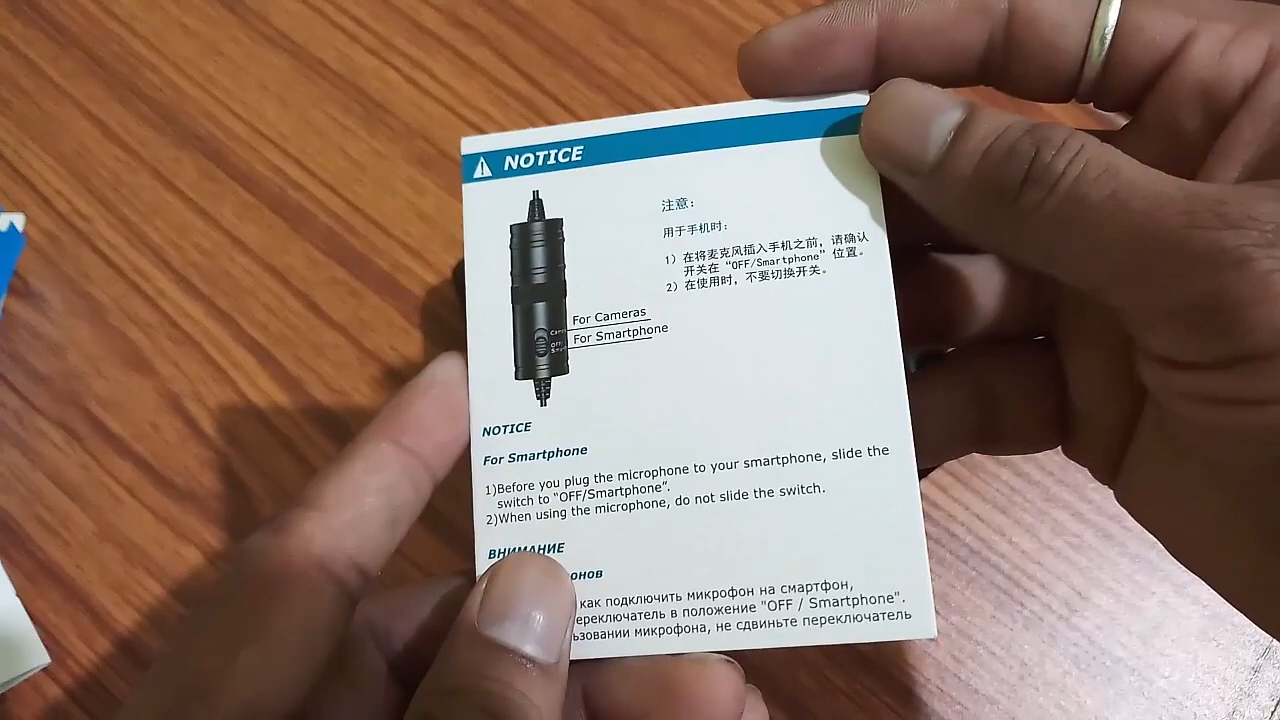 NOTICE
注意：
用于手机时：
1）在将麦克风插入手机之前，请确认
开关在“OFF/Smartphone”位置。
2）在使用时，不要切换开关。
For Cameras
For Smartphone
NOTICE
For Smartphone
1)Before you plug the microphone to your smartphone, slide the
switch to “OFF/Smartphone”.
2)When using the microphone, do not slide the switch.
ВНИМАНИЕ
как подключить микрофон на смартфон,
в положение "OFF / Smartphone".
микрофона, не сдвиньте переключатель